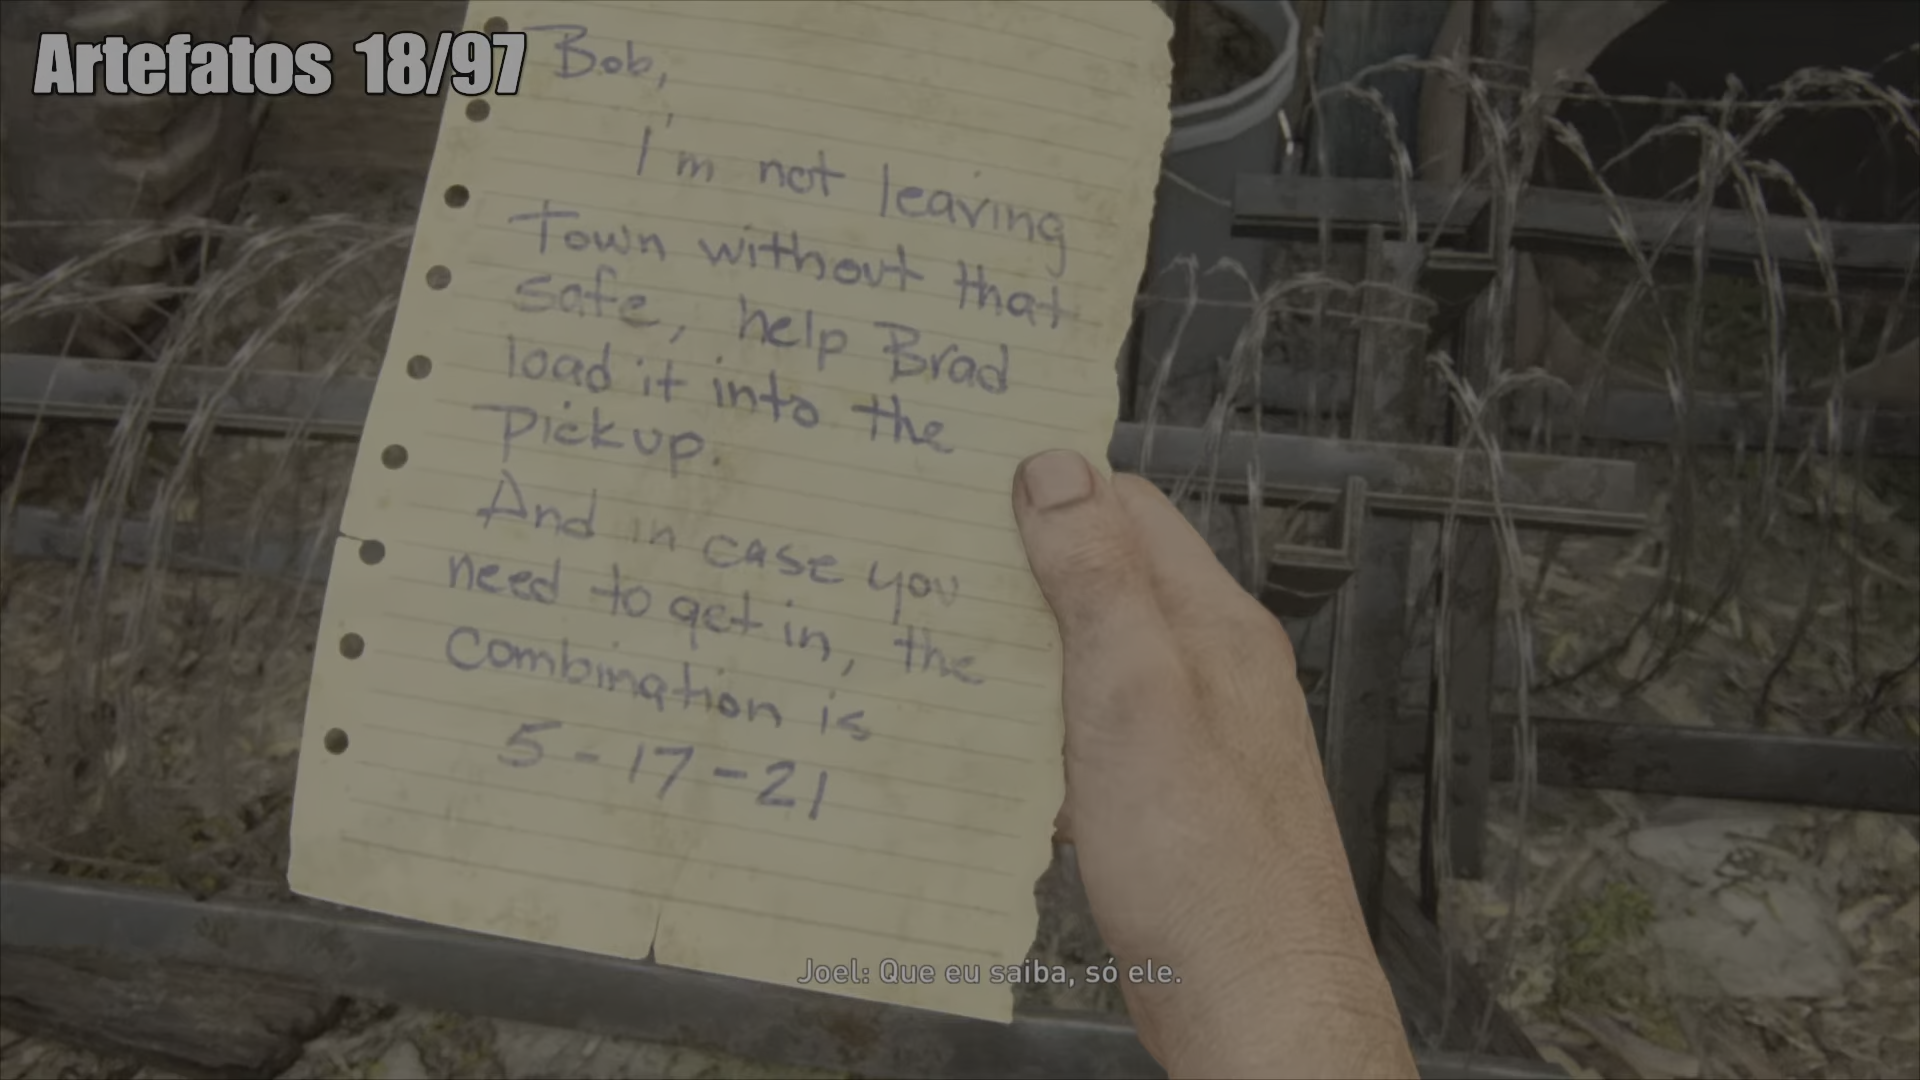 Artefatos 18/97
Bob,
I'm not leaving
Town without that
safe, help Brad
load it into the
Pickup.
And in case you
need to get in, the
Combination is
5-17-21
Joel: Que eu saiba, só ele.